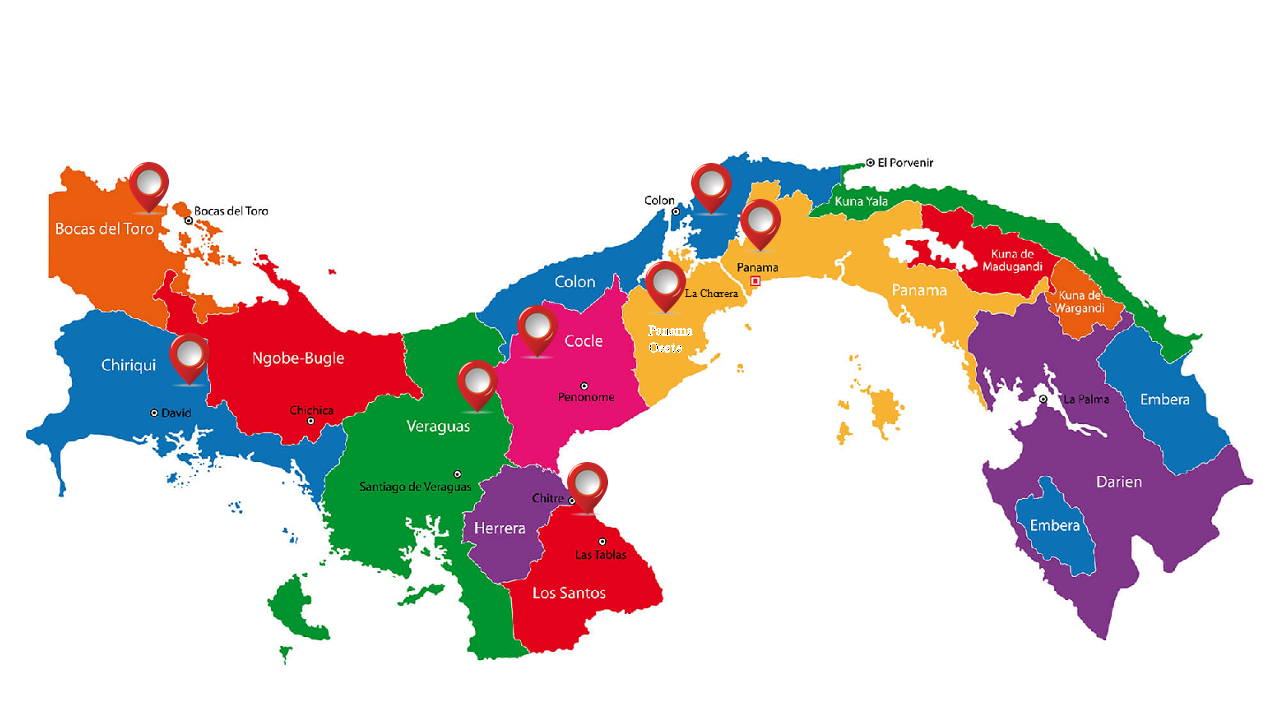 El Porvenir
Colon
Kuna Yala
Bocas del Toro
Bocas del Toro
Kuna de
Madugandi
Panama
Colon
La Chorrera
Panama
Kuna de
Wargandi
Panama
Oeste
Cocle
Ngobe-Bugle
Chiriqui
Penonome
La Palma
Embera
David
Chichica
Veraguas
Santiago de Veraguas
Darien
Chitre
Herrera
Embera
Las Tablas
Los Santos